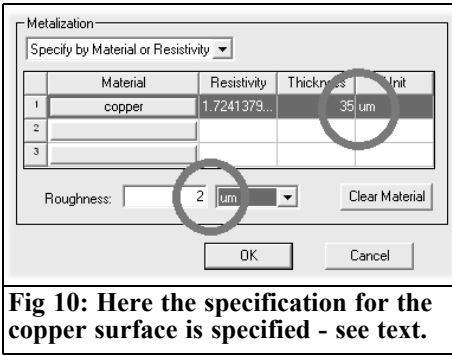 Metalization
Specify by Material or Resistivity
Material Resistivity Thickness Unit
1 copper 1.7241379... 35 um
2
3
Roughness: 2 um Clear Material
OK Cancel
Fig 10: Here the specification for the
copper surface is specified - see text.